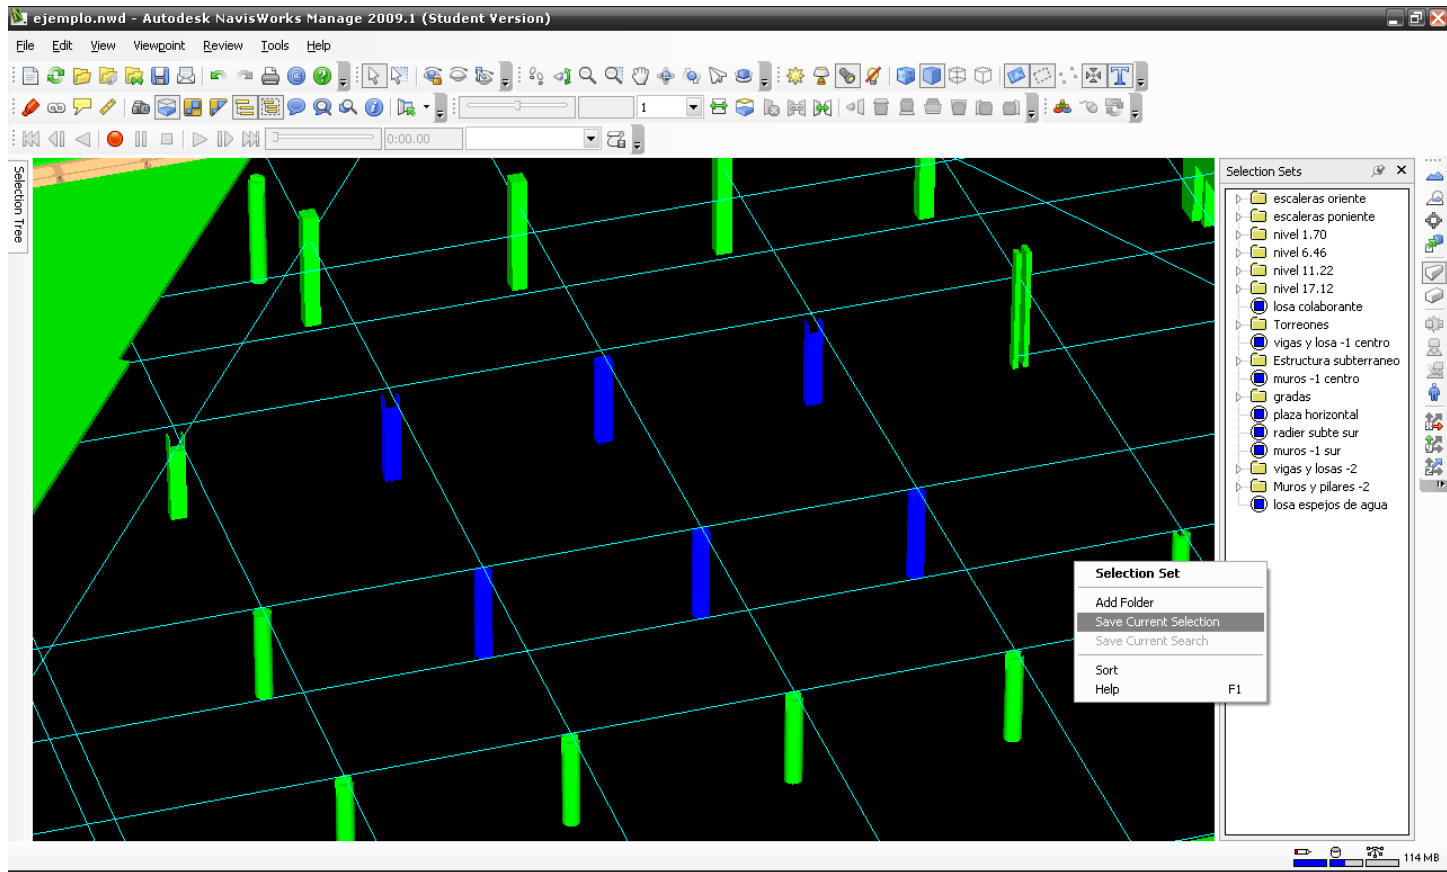 ejemplo.nwd - Autodesk NavisWorks Manage 2009.1 (Student Version)
File Edit View Viewpoint Review Tools Help
1
0:00.00
Selection Tree
Selection Sets
escaleras oriente
escaleras poniente
nivel 1.70
nivel 6.46
nivel 11.22
nivel 17.12
losa colaborante
Torreones
vigas y losa -1 centro
Estructura subterraneo
muros -1 centro
gradas
plaza horizontal
radier subte sur
muros -1 sur
vigas y losas -2
Muros y pilares -2
losa espejos de agua
Selection Set
Add Folder
Save Current Selection
Save Current Search
Sort
Help F1
114 MB